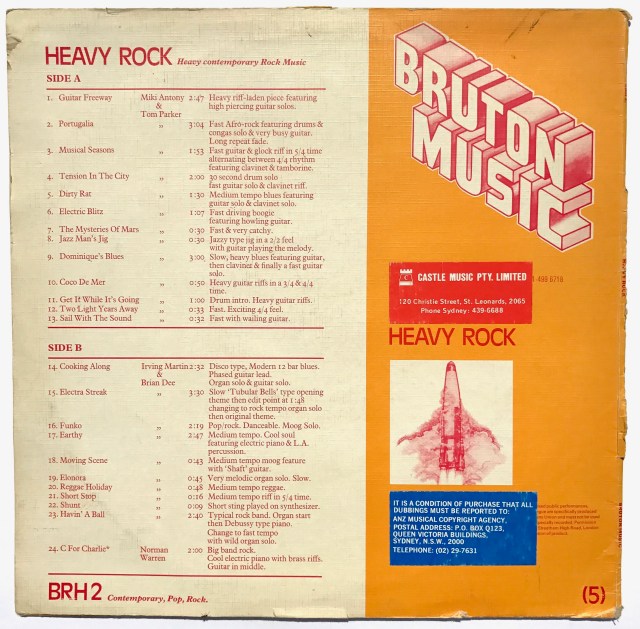 HEAVY ROCK Heavy contemporary Rock Music
SIDE A
1. Guitar Freeway Miki Antony 2:47 Heavy riff-laden piece featuring
& high piercing guitar solos.
Tom Parker
2. Portugalia „ 3:04 Fast Afro-rock featuring drums &
congas solo & very busy guitar.
Long repeat fade.
3. Musical Seasons „ 1:53 Fast guitar & glock riff in 5/4 time
alternating between 4/4 rhythm
featuring clavinet & tamborine.
4. Tension In The City „ 2:00 30 second drum solo
fast guitar solo & clavinet riff.
5. Dirty Rat „ 1:30 Medium tempo blues featuring
guitar solo & clavinet solo.
6. Electric Blitz „ 1:07 Fast driving boogie
featuring howling guitar.
7. The Mysteries Of Mars „ 0:30 Fast & very catchy.
8. Jazz Man's Jig „ 0:30 Jazzy type jig in a 2/2 feel
with guitar playing the melody.
9. Dominique's Blues „ 3:00 Slow, heavy blues featuring guitar,
then clavinet & finally a fast guitar
solo.
10. Coco De Mer „ 0:50 Heavy guitar riffs in a 3/4 & 4/4
time.
11. Get If While It's Going „ 1:00 Drum intro. Heavy guitar riffs.
12. Two Light Years Away „ 0:33 Fast. Exciting 4/4 feel.
13. Sail With The Sound „ 0:32 Fast with wailing guitar.
SIDE B
14. Cooking Along Irving Martin 2:32 Disco type, Modern 12 bar blues.
& Phased guitar lead.
Brian Dee Organ solo & guitar solo.
15. Electra Streak „ 3:30 Slow 'Tubular Bells' type opening
theme then edit point at 1:48
changing to rock tempo organ solo
then original theme.
16. Funko „ 2:19 Pop/rock. Danceable. Moog Solo.
17. Earthy „ 2:47 Medium tempo. Cool soul
featuring electric piano & L.A.
percussion.
18. Moving Scene „ 0:43 Medium tempo moog feature
with 'Shaft' guitar.
19. Elonora „ 0:45 Very melodic organ solo. Slow.
20. Reggae Holiday „ 0:48 Medium tempo reggae.
21. Short Stop „ 0:16 Medium tempo riff in 5/4 time.
22. Shunt „ 0:09 Short sting played on synthesizer.
23. Havin' A Ball „ 2:40 Typical rock band. Organ start
then Debussy type piano.
Change to fast tempo
with wild organ solo.
24. C For Charlie* Norman 2:00 Big band rock.
Warren Cool electric piano with brass riffs.
Guitar in middle.
BRH 2 Contemporary, Pop, Rock.
BRUTON
MUSIC
CASTLE MUSIC PTY. LIMITED
120 Christie Street, St. Leonards, 2065
Phone Sydney: 439-6688
1-499 6718
HEAVY ROCK
IT IS A CONDITION OF PURCHASE THAT ALL
DUBBINGS MUST BE REPORTED TO:
ANZ MUSICAL COPYRIGHT AGENCY,
POSTAL ADDRESS: P.O. BOX Q123,
QUEEN VICTORIA BUILDINGS,
SYDNEY, N.S.W., 2000
TELEPHONE: (02) 29-7631
(5)